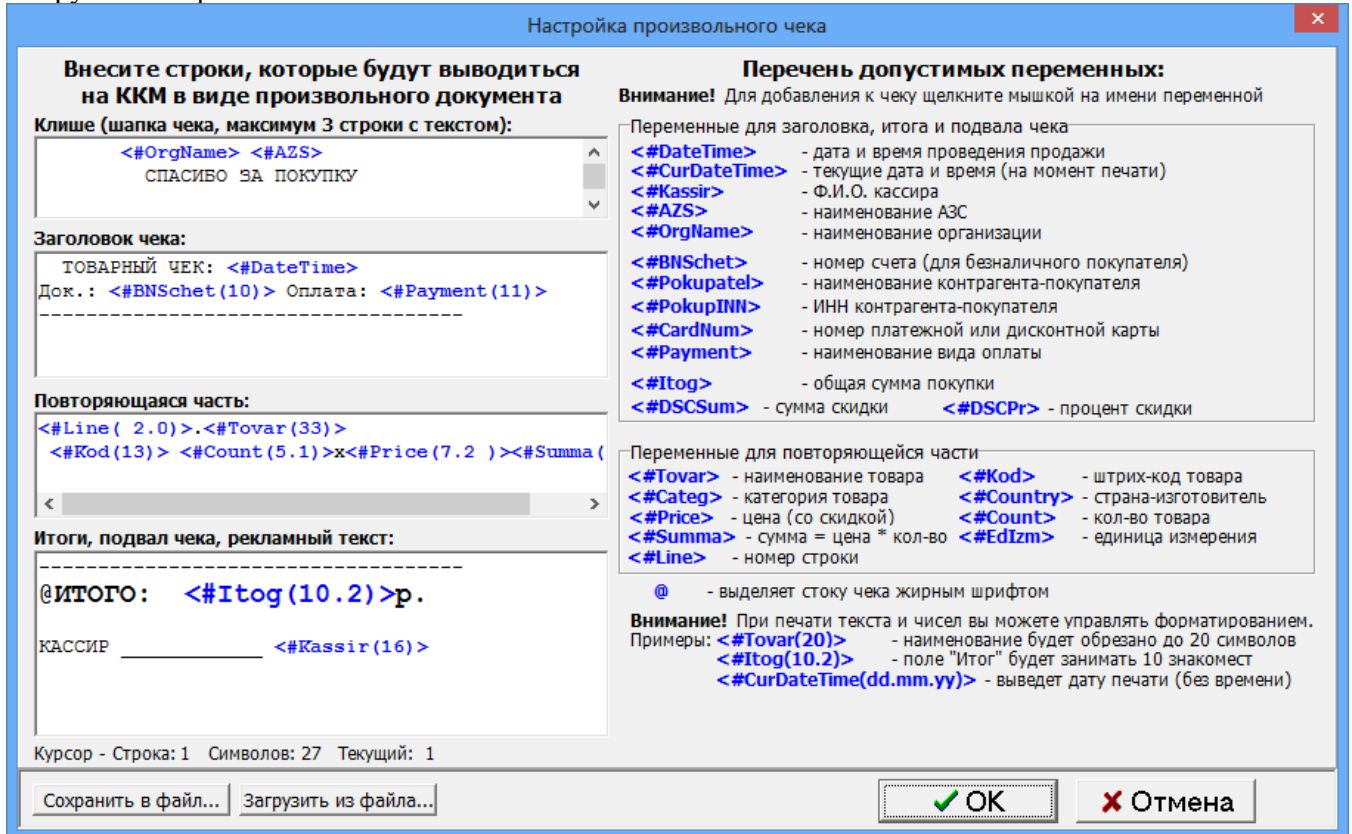 Настройка произвольного чека
Внесите строки, которые будут выводиться
на ККМ в виде произвольного документа
Клише (шапка чека, максимум 3 строки с текстом):
<#OrgName> <#AZS>
СПАСИБО ЗА ПОКУПКУ
Заголовок чека:
ТОВАРНЫЙ ЧЕК: <#DateTime>
Док.: <#BNSchet(10)> Оплата: <#Payment(11)>
------------------------------------
Повторяющаяся часть:
<#Line( 2.0)>.<#Tovar(33)>
<#Kod(13)> <#Count(5.1)>x<#Price(7.2 )><#Summa(
Итоги, подвал чека, рекламный текст:
------------------------------------
@ИТОГО: <#Itog(10.2)>р.
КАССИР ____________ <#Kassir(16)>
Курсор - Строка: 1 Символов: 27 Текущий: 1
Перечень допустимых переменных:
Внимание! Для добавления к чеку щелкните мышкой на имени переменной
Переменные для заголовка, итога и подвала чека
<#DateTime> - дата и время проведения продажи
<#CurDateTime> - текущие дата и время (на момент печати)
<#Kassir> - Ф.И.О. кассира
<#AZS> - наименование АЗС
<#OrgName> - наименование организации
<#BNSchet> - номер счета (для безналичного покупателя)
<#Pokupatel> - наименование контрагента-покупателя
<#PokupINN> - ИНН контрагента-покупателя
<#CardNum> - номер платежной или дисконтной карты
<#Payment> - наименование вида оплаты
<#Itog> - общая сумма покупки
<#DSCSum> - сумма скидки <#DSCPr> - процент скидки
Переменные для повторяющейся части
<#Tovar> - наименование товара <#Kod> - штрих-код товара
<#Categ> - категория товара <#Country> - страна-изготовитель
<#Price> - цена (со скидкой) <#Count> - кол-во товара
<#Summa> - сумма = цена * кол-во <#EdIzm> - единица измерения
<#Line> - номер строки
@ - выделяет стоку чека жирным шрифтом
Внимание! При печати текста и чисел вы можете управлять форматированием.
Примеры: <#Tovar(20)> - наименование будет обрезано до 20 символов
<#Itog(10.2)> - поле "Итог" будет занимать 10 знакомест
<#CurDateTime(dd.mm.yy)> - выведет дату печати (без времени)
Сохранить в файл... Загрузить из файла... OK Отмена